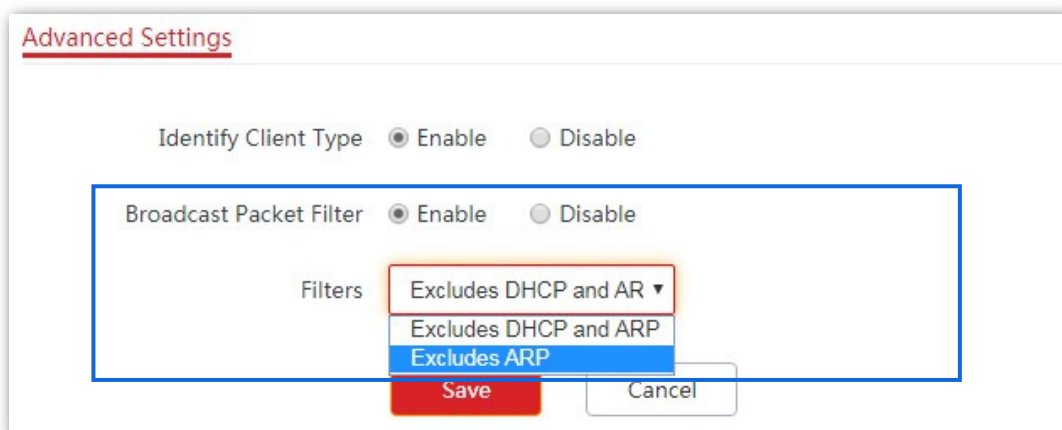 Advanced Settings
Identify Client Type Enable Disable
Broadcast Packet Filter Enable Disable
Filters Excludes DHCP and AR
Excludes DHCP and ARP
Excludes ARP
Save Cancel